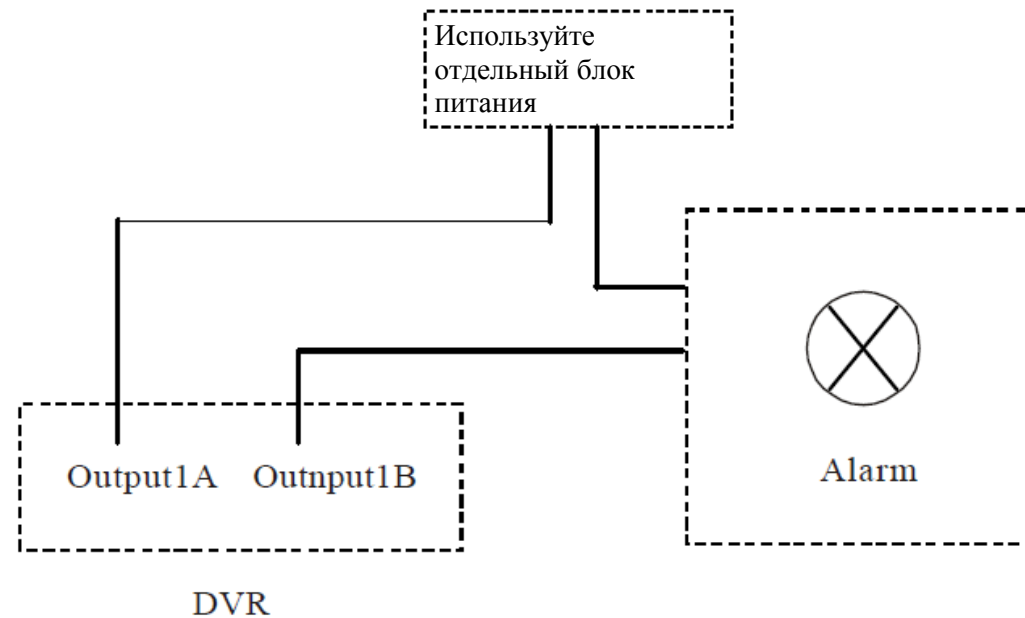 Используйте
отдельный блок
питания
Output1A Outnput1B
Alarm
DVR